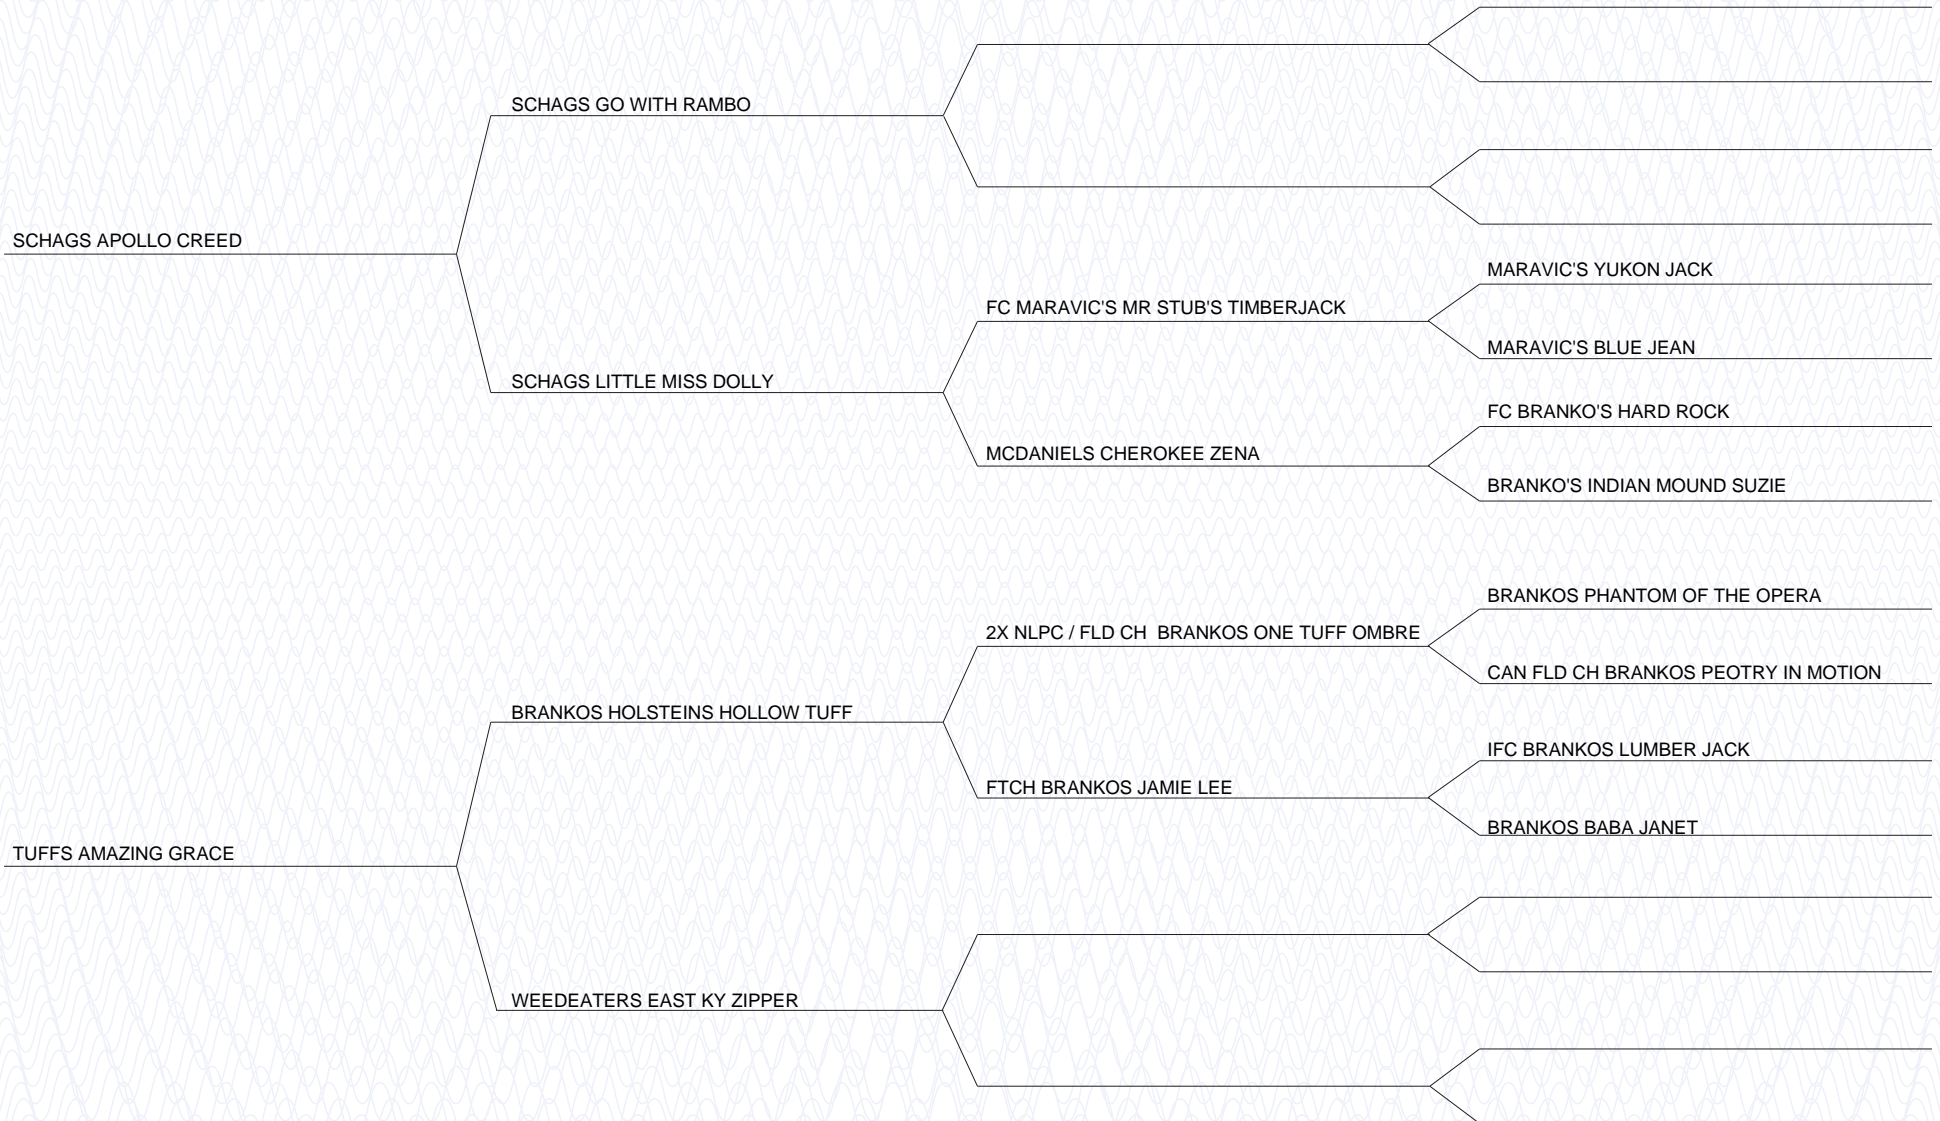 SCHAGS GO WITH RAMBO
SCHAGS APOLLO CREED
MARAVIC'S YUKON JACK
FC MARAVIC'S MR STUB'S TIMBERJACK
MARAVIC'S BLUE JEAN
SCHAGS LITTLE MISS DOLLY
FC BRANKO'S HARD ROCK
MCDANIELS CHEROKEE ZENA
BRANKO'S INDIAN MOUND SUZIE
BRANKOS PHANTOM OF THE OPERA
2X NLPC / FLD CH  BRANKOS ONE TUFF OMBRE
CAN FLD CH BRANKOS PEOTRY IN MOTION
BRANKOS HOLSTEINS HOLLOW TUFF
IFC BRANKOS LUMBER JACK
FTCH BRANKOS JAMIE LEE
BRANKOS BABA JANET
TUFFS AMAZING GRACE
WEEDEATERS EAST KY ZIPPER